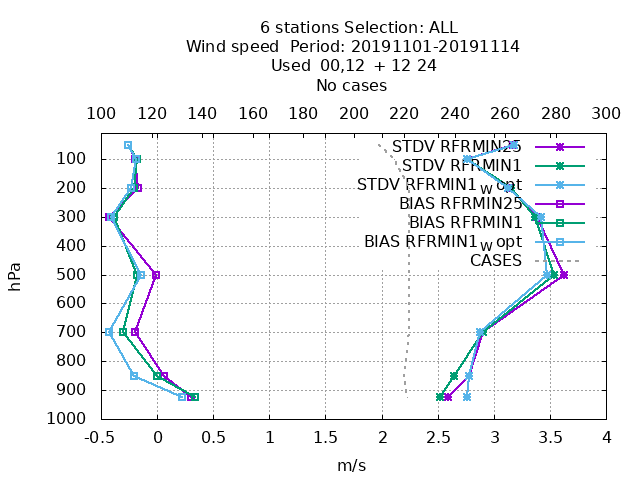 6 stations Selection: ALL
Wind speed Period: 20191101-20191114
Used 00,12 + 12 24
No cases
100 120 140 160 180 200 220 240 260 280 300
STDV RFRMIN25
STDV RFRMIN1
STDV RFRMIN1w opt
BIAS RFRMIN25
BIAS RFRMIN1
BIAS RFRMIN1w opt
CASES
100
200
300
400
500
600
700
800
900
1000
hPa
-0.5 0 0.5 1 1.5 2 2.5 3 3.5 4
m/s